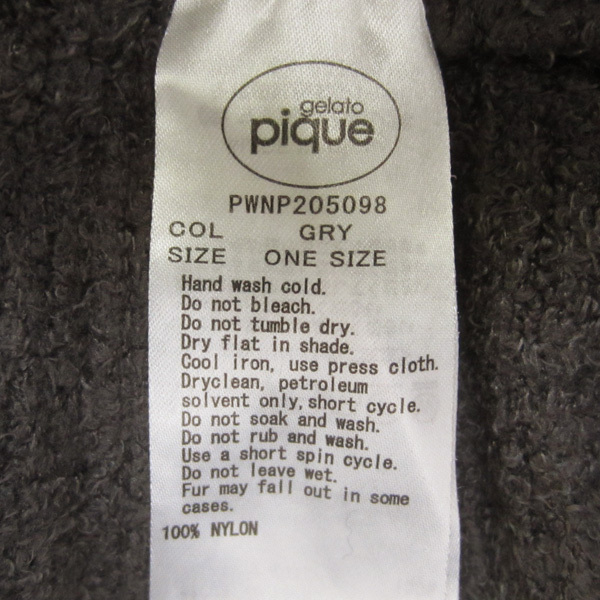 gelato
pique
PWNP205098
COL GRY
SIZE ONE SIZE
Hand wash cold.
Do not bleach.
Do not tumble dry.
Dry flat in shade.
Cool iron, use press cloth.
Dryclean, petroleum
solvent only, short cycle.
Do not soak and wash.
Do not rub and wash.
Use a short spin cycle.
Do not leave wet.
Fur may fall out in some
cases.
100% NYLON